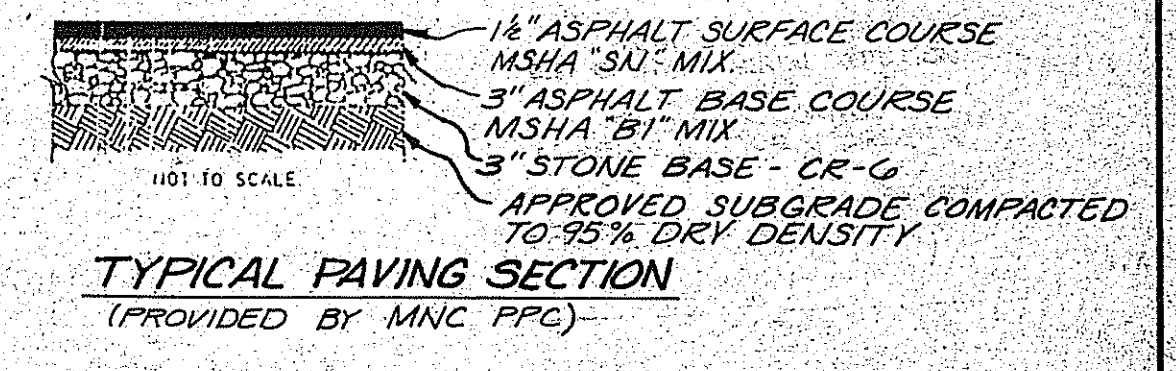 1½" ASPHALT SURFACE COURSE
MSHA "SN" MIX.
3" ASPHALT BASE COURSE
MSHA "BI" MIX
3" STONE BASE - CR-6
APPROVED SUBGRADE COMPACTED
TO 95% DRY DENSITY
NOT TO SCALE.
TYPICAL PAVING SECTION
(PROVIDED BY MNC PPC)